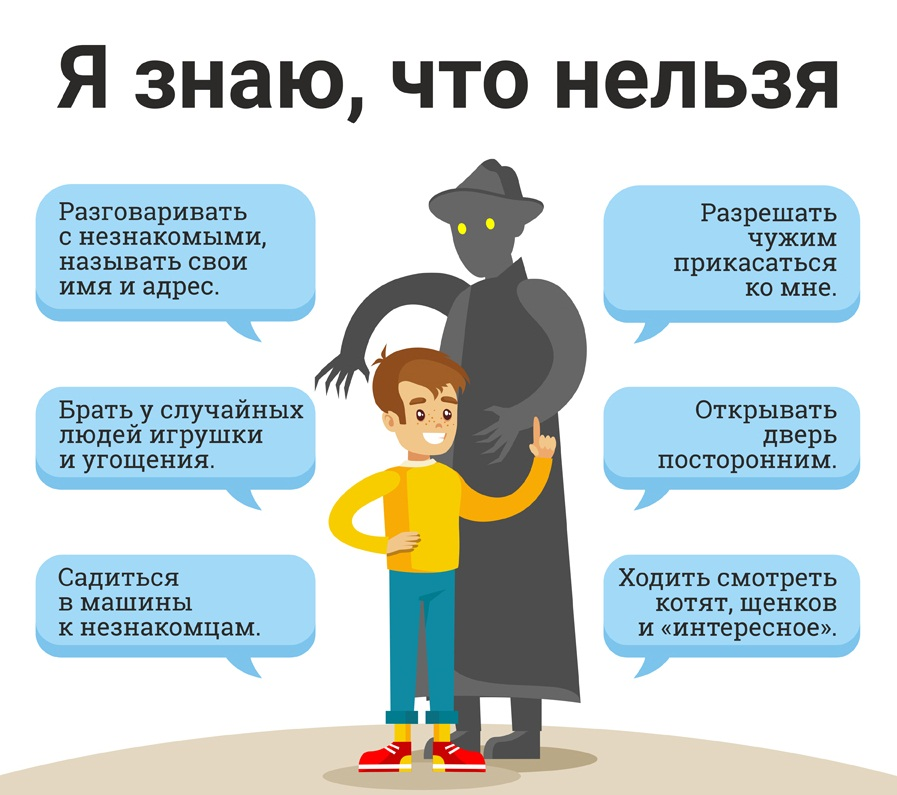 Я знаю, что нельзя
Разговаривать
с незнакомыми,
называть свои
имя и адрес.
Брать у случайных
людей игрушки
и угощения.
Садиться
в машины
к незнакомцам.
Разрешать
чужим
прикасаться
ко мне.
Открывать
дверь
посторонним.
Ходить смотреть
котят, щенков
и «интересное».